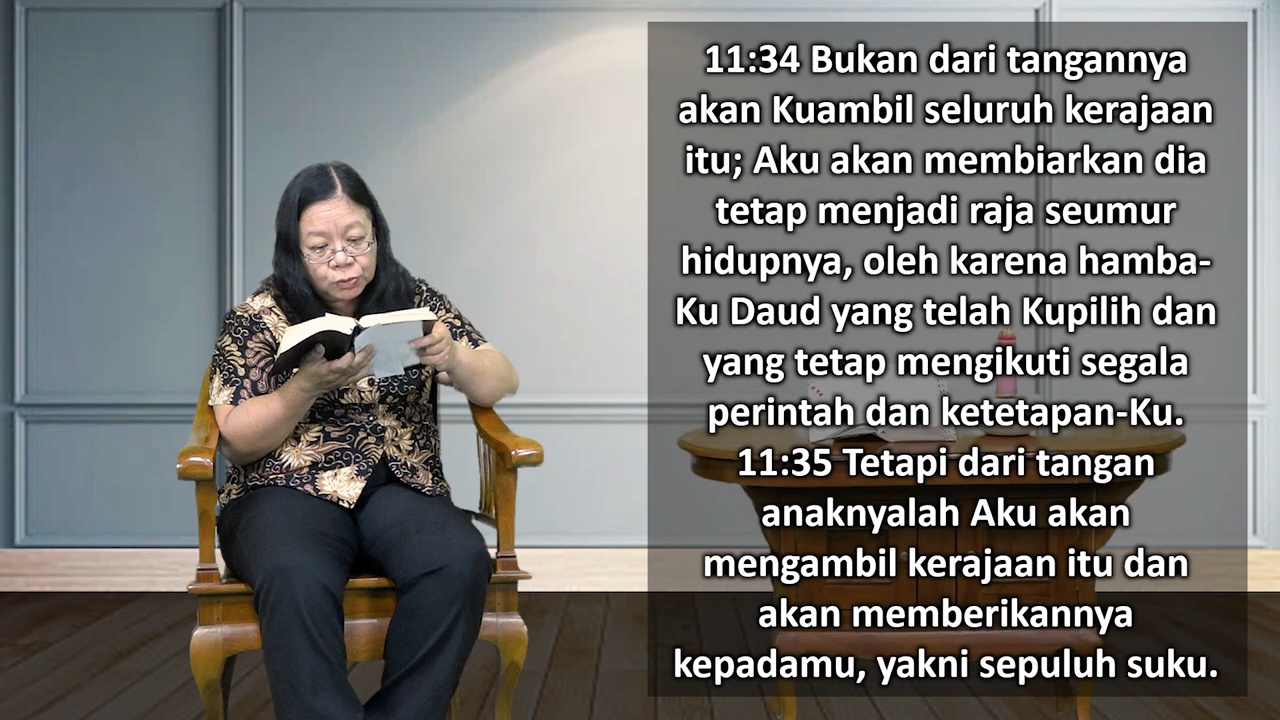 11:34 Bukan dari tangannya
akan Kuambil seluruh kerajaan
itu; Aku akan membiarkan dia
tetap menjadi raja seumur
hidupnya, oleh karena hamba-
Ku Daud yang telah Kupilih dan
yang tetap mengikuti segala
perintah dan ketetapan-Ku.
11:35 Tetapi dari tangan
anaknyalah Aku akan
mengambil kerajaan itu dan
akan memberikannya
kepadamu, yakni sepuluh suku.